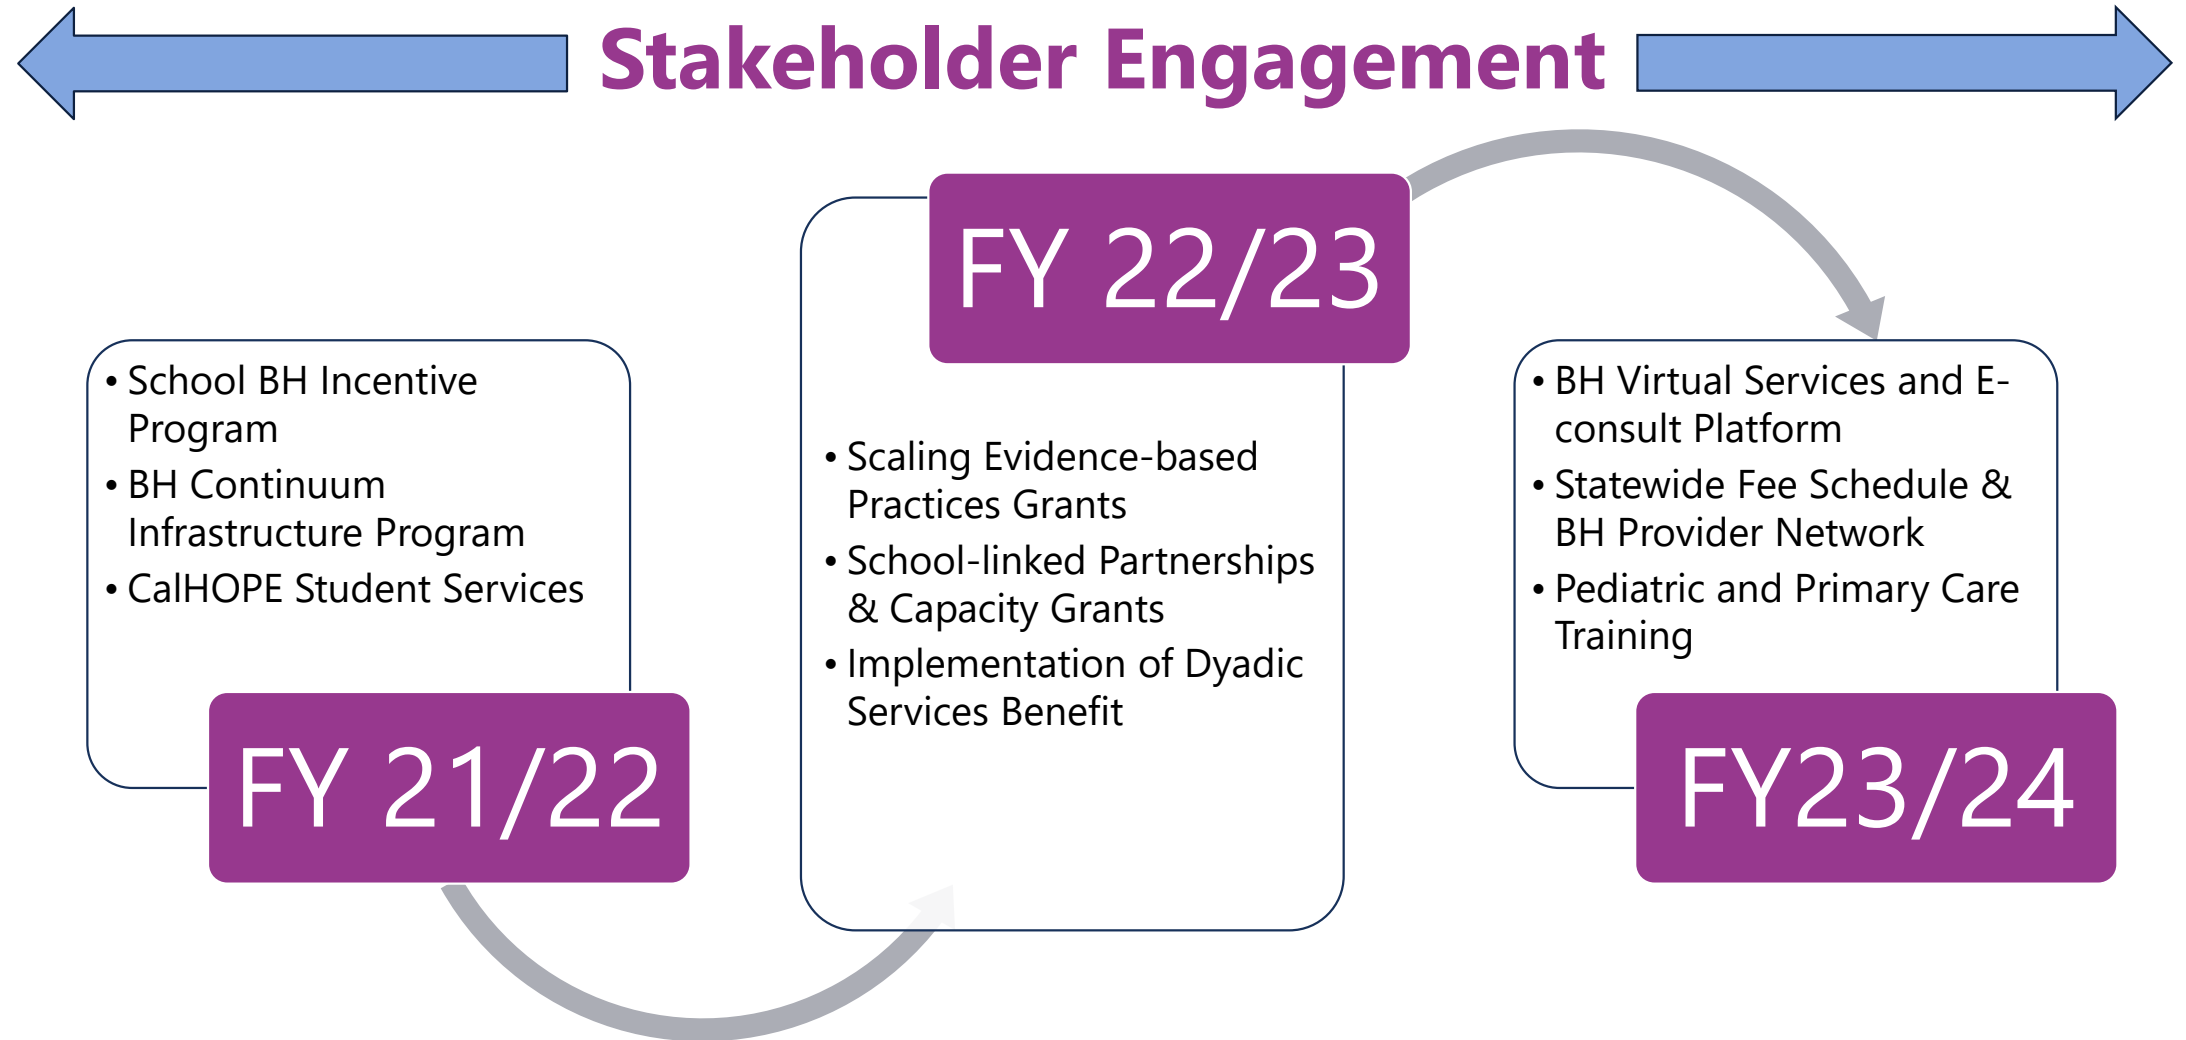 Stakeholder Engagement
• School BH Incentive
Program
• BH Continuum
Infrastructure Program
• CalHOPE Student Services
FY 21/22
FY 22/23
• Scaling Evidence-based
Practices Grants
• School-linked Partnerships
& Capacity Grants
• Implementation of Dyadic
Services Benefit
• BH Virtual Services and E-
consult Platform
• Statewide Fee Schedule &
BH Provider Network
• Pediatric and Primary Care
Training
FY23/24